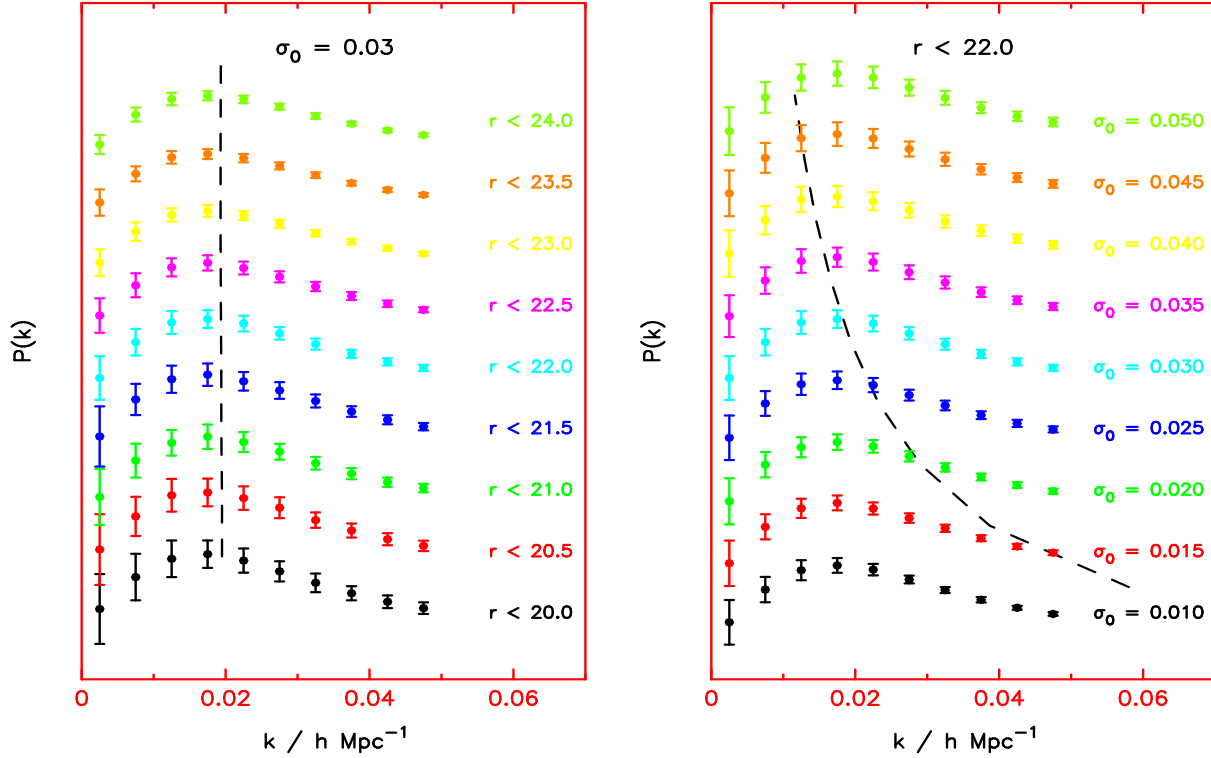 σ₀ = 0.03
r < 24.0
r < 23.5
r < 23.0
r < 22.5
r < 22.0
r < 21.5
r < 21.0
r < 20.5
r < 20.0
P(k)
0 0.02 0.04 0.06
k / h Mpc⁻¹
r < 22.0
σ₀ = 0.050
σ₀ = 0.045
σ₀ = 0.040
σ₀ = 0.035
σ₀ = 0.030
σ₀ = 0.025
σ₀ = 0.020
σ₀ = 0.015
σ₀ = 0.010
P(k)
0 0.02 0.04 0.06
k / h Mpc⁻¹